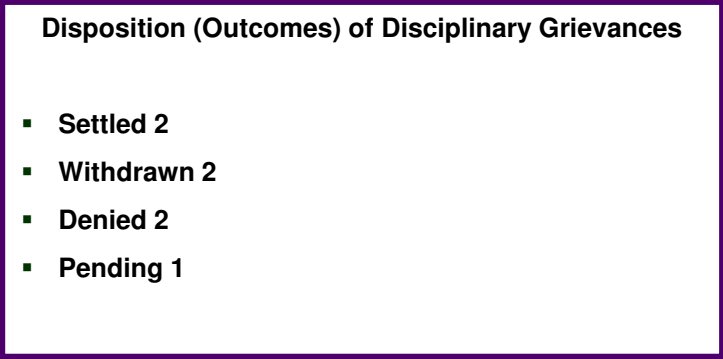 Disposition (Outcomes) of Disciplinary Grievances
▪ Settled 2
▪ Withdrawn 2
▪ Denied 2
▪ Pending 1